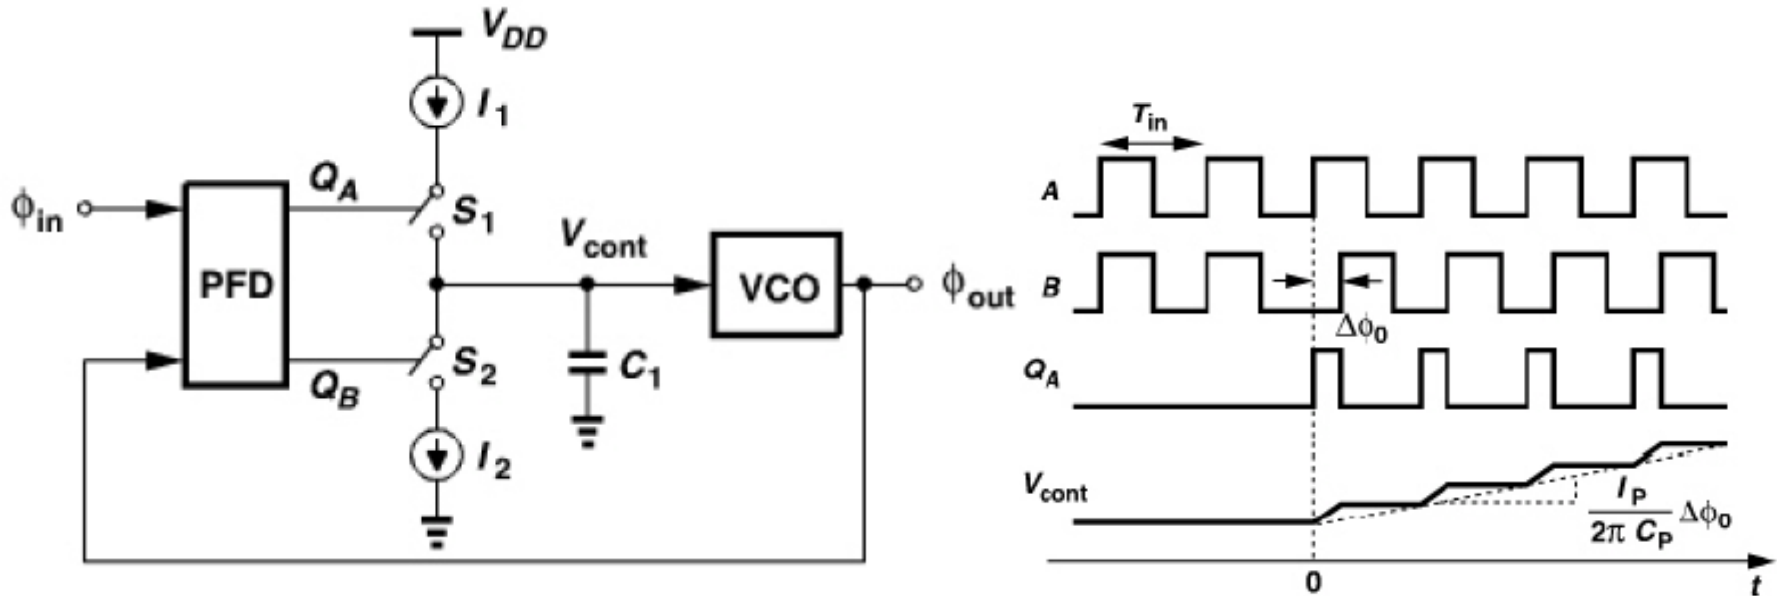 V_DD
I_1
Q_A
S_1
ϕ_in
V_cont
PFD
VCO
ϕ_out
S_2
C_1
Q_B
I_2
T_in
A
B
Δϕ_0
Q_A
V_cont
I_P
2π C_P
Δϕ_0
0
t